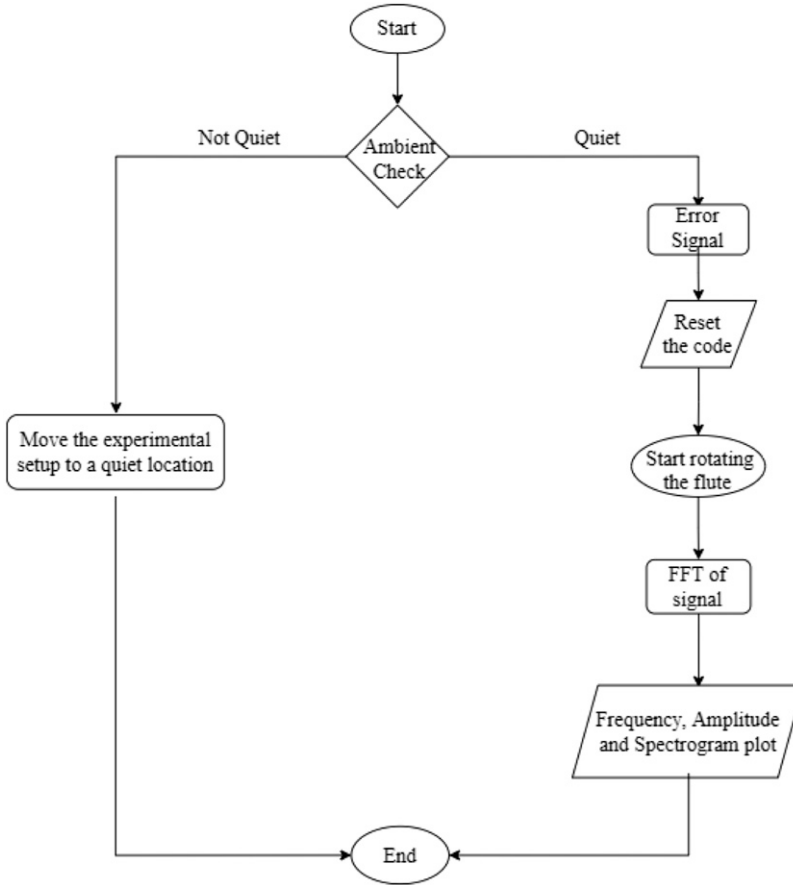 Start
Not Quiet
Ambient
Check
Quiet
Error
Signal
Reset
the code
Move the experimental
setup to a quiet location
Start rotating
the flute
FFT of
signal
Frequency, Amplitude
and Spectrogram plot
End